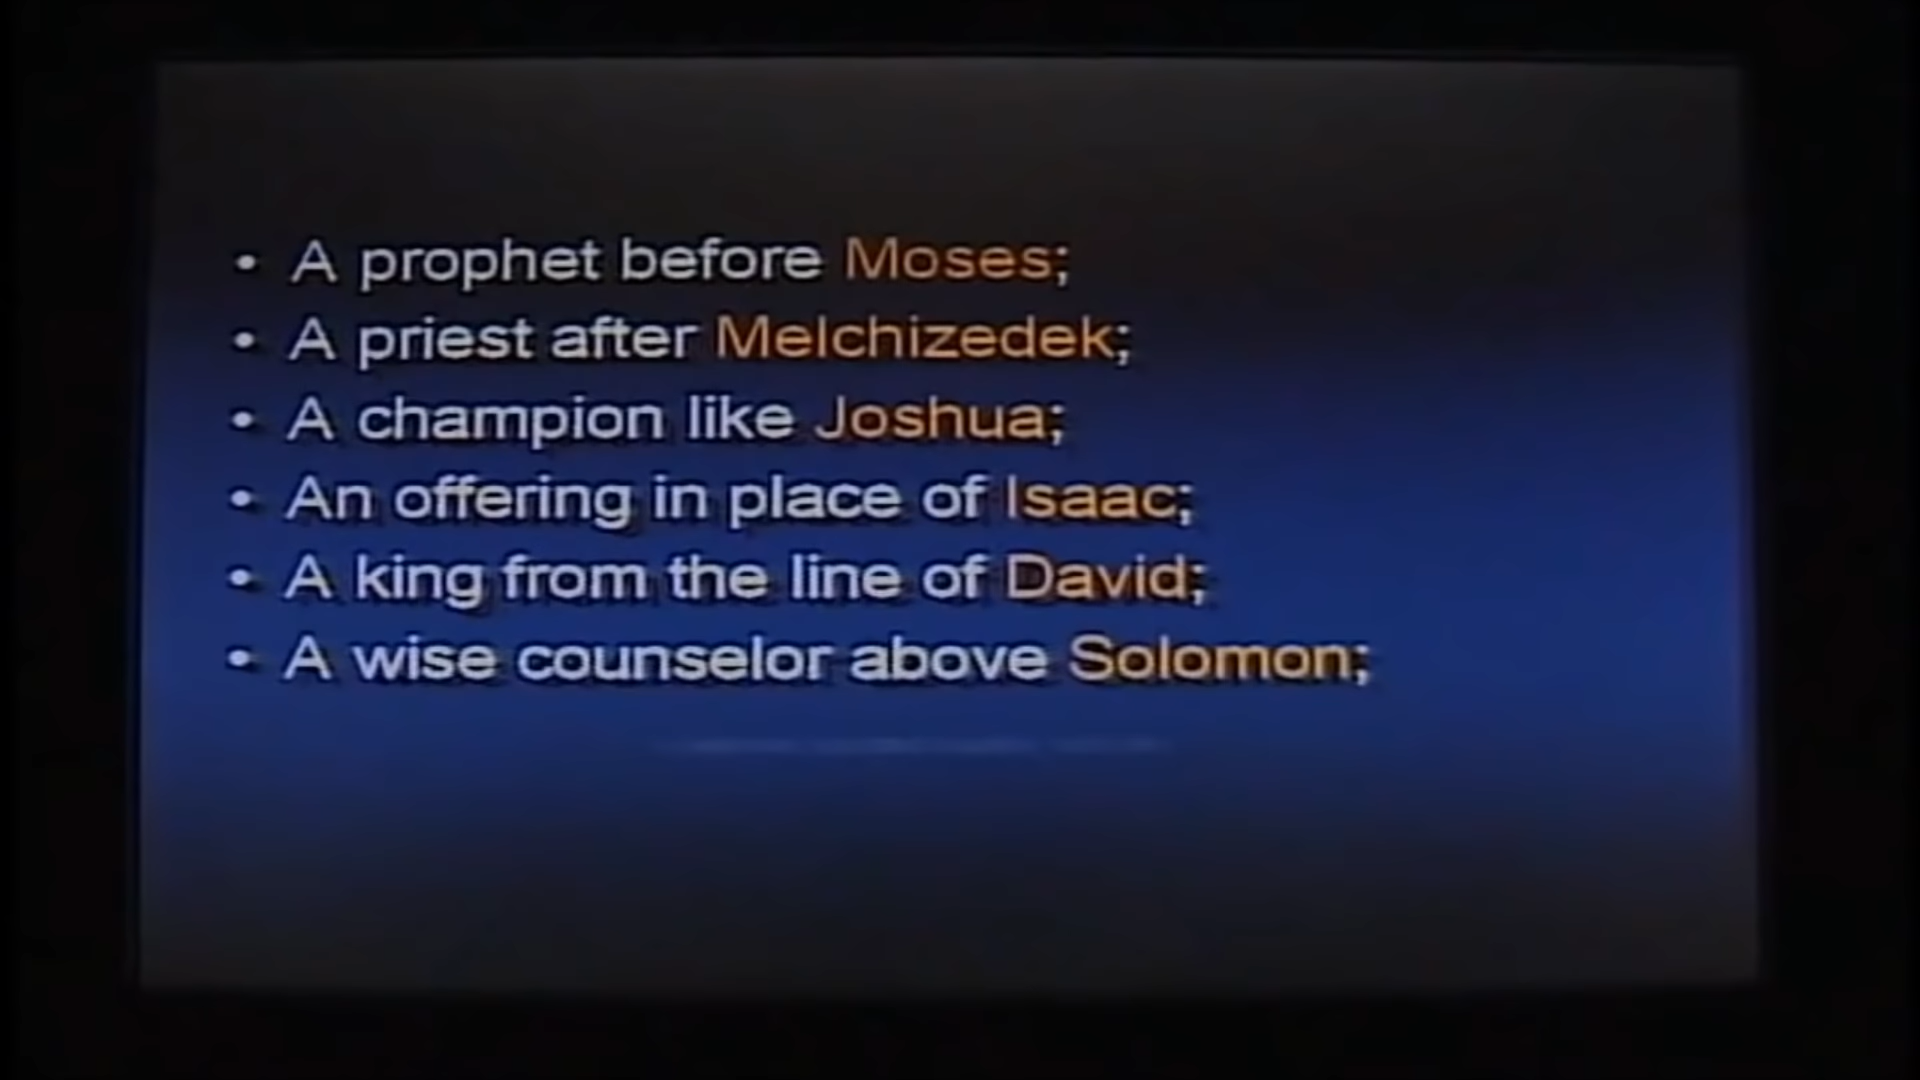 • A prophet before Moses;
• A priest after Melchizedek;
• A champion like Joshua;
• An offering in place of Isaac;
• A king from the line of David;
• A wise counselor above Solomon;